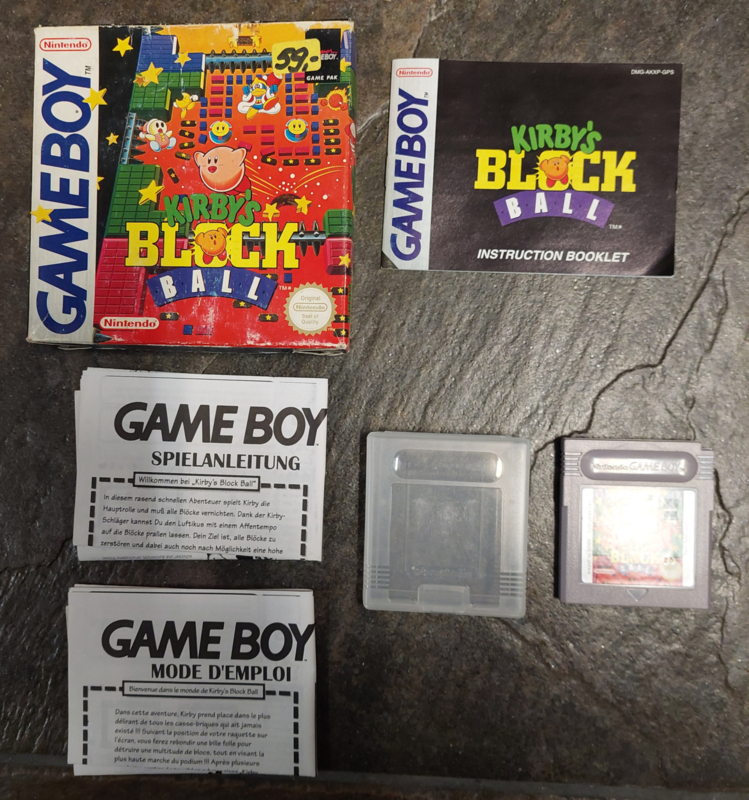 Nintendo
GAME BOY™
59,-
GAME BOY
GAME PAK
KIRBY'S
BLOCK
BALL™
Nintendo
Original
Nintendo
Seal of
Quality
Nintendo
GAME BOY™
DMG-AKXP-GPS
KIRBY'S
BLOCK
BALL™
INSTRUCTION BOOKLET
GAME BOY
SPIELANLEITUNG
Willkommen bei „Kirby's Block Ball"
In diesem rasend schnellen Abenteuer spielt Kirby die
Hauptrolle und muß alle Blöcke vernichten. Dank der Kirby-
Schläger kannst Du den Luftikus mit einem Affentempo
auf die Blöcke prallen lassen. Dein Ziel ist, alle Blöcke zu
zerstören und dabei auch noch nach Möglichkeit eine hohe
Nintendo GAME BOY
BLOCK
GAME BOY
MODE D'EMPLOI
Bienvenue dans le monde de Kirby's Block Ball
Dans cette aventure, Kirby prend place dans le plus
délirant de tous les casse-briques qui ait jamais
existé !!! Suivant la position de votre raquette sur
l'écran, vous ferez rebondir une bille folle pour
détruire une multitude de blocs, tout en visant la
plus haute marche du podium !!! Après plusieurs